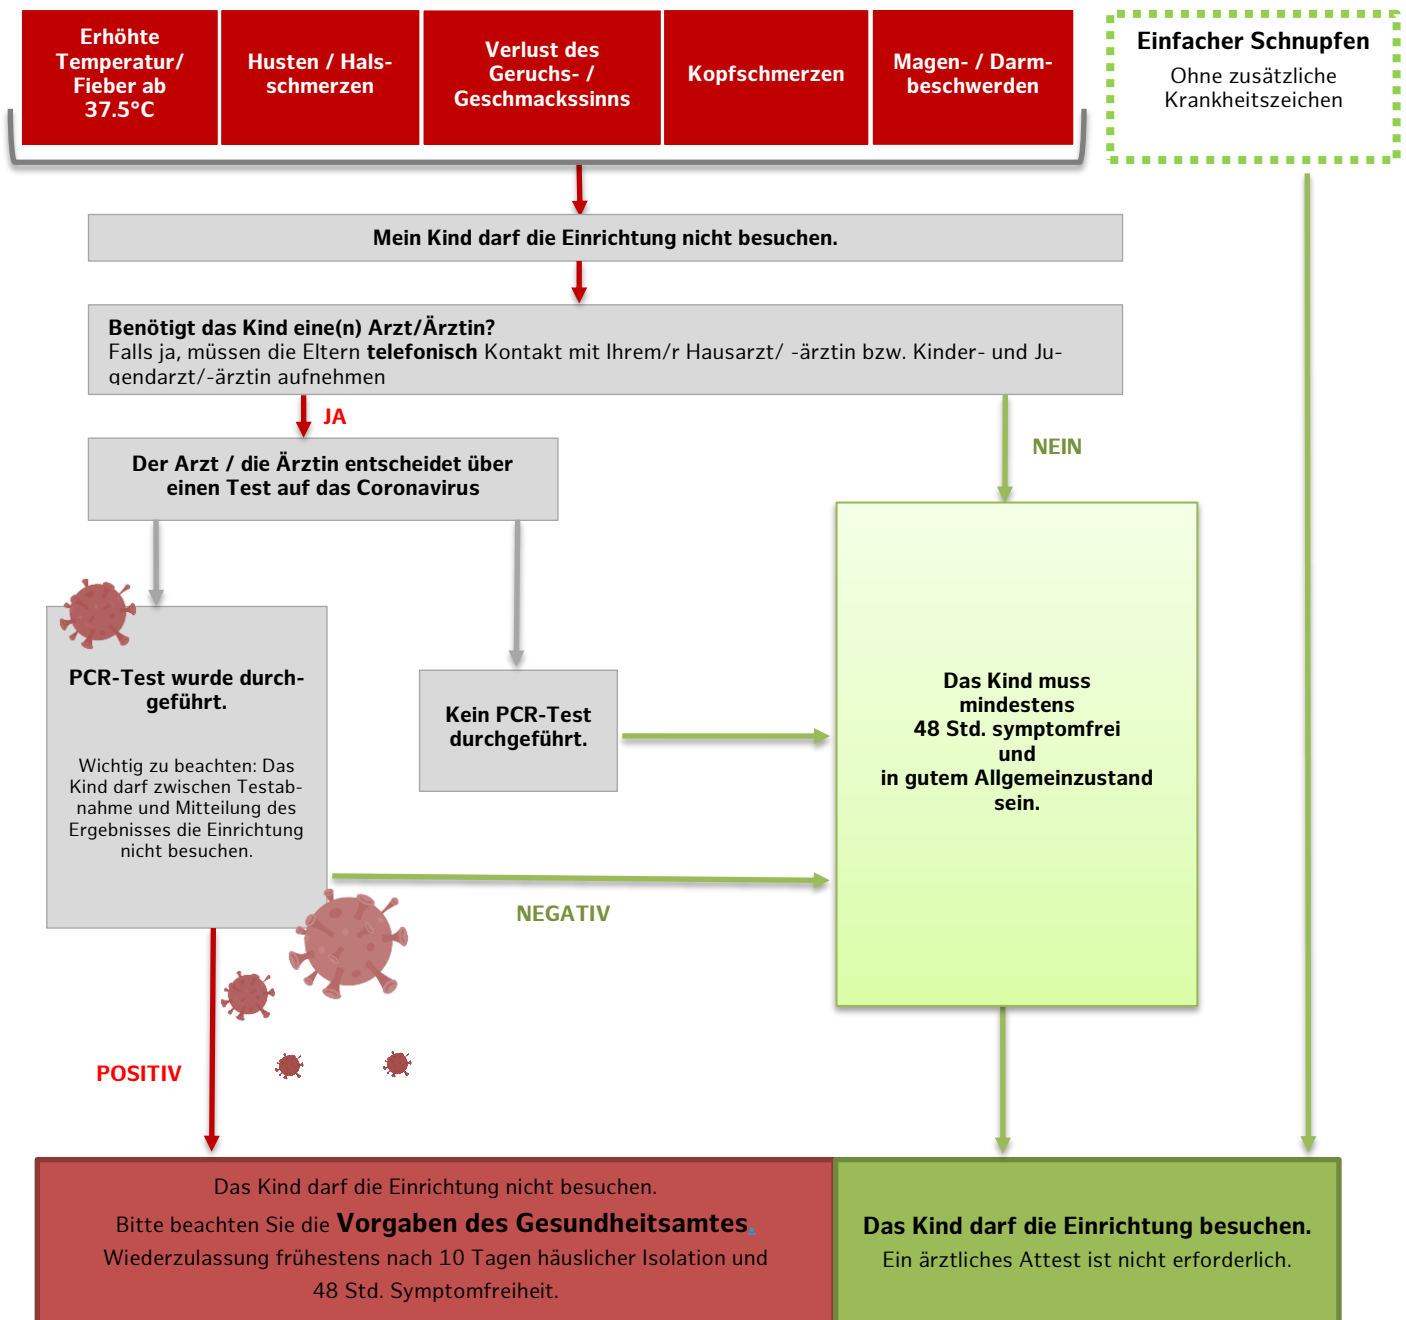 Erhöhte
Temperatur/
Fieber ab
37.5°C
Husten / Hals-
schmerzen
Verlust des
Geruchs- /
Geschmackssinns
Kopfschmerzen
Magen- / Darm-
beschwerden
Einfacher Schnupfen
Ohne zusätzliche
Krankheitszeichen
Mein Kind darf die Einrichtung nicht besuchen.
Benötigt das Kind eine(n) Arzt/Ärztin?
Falls ja, müssen die Eltern telefonisch Kontakt mit Ihrem/r Hausarzt/ -ärztin bzw. Kinder- und Ju-
gendarzt/-ärztin aufnehmen
JA
NEIN
Der Arzt / die Ärztin entscheidet über
einen Test auf das Coronavirus
PCR-Test wurde durch-
geführt.
Wichtig zu beachten: Das
Kind darf zwischen Testab-
nahme und Mitteilung des
Ergebnisses die Einrichtung
nicht besuchen.
Kein PCR-Test
durchgeführt.
Das Kind muss
mindestens
48 Std. symptomfrei
und
in gutem Allgemeinzustand
sein.
NEGATIV
POSITIV
Das Kind darf die Einrichtung nicht besuchen.
Bitte beachten Sie die Vorgaben des Gesundheitsamtes.
Wiederzulassung frühestens nach 10 Tagen häuslicher Isolation und
48 Std. Symptomfreiheit.
Das Kind darf die Einrichtung besuchen.
Ein ärztliches Attest ist nicht erforderlich.